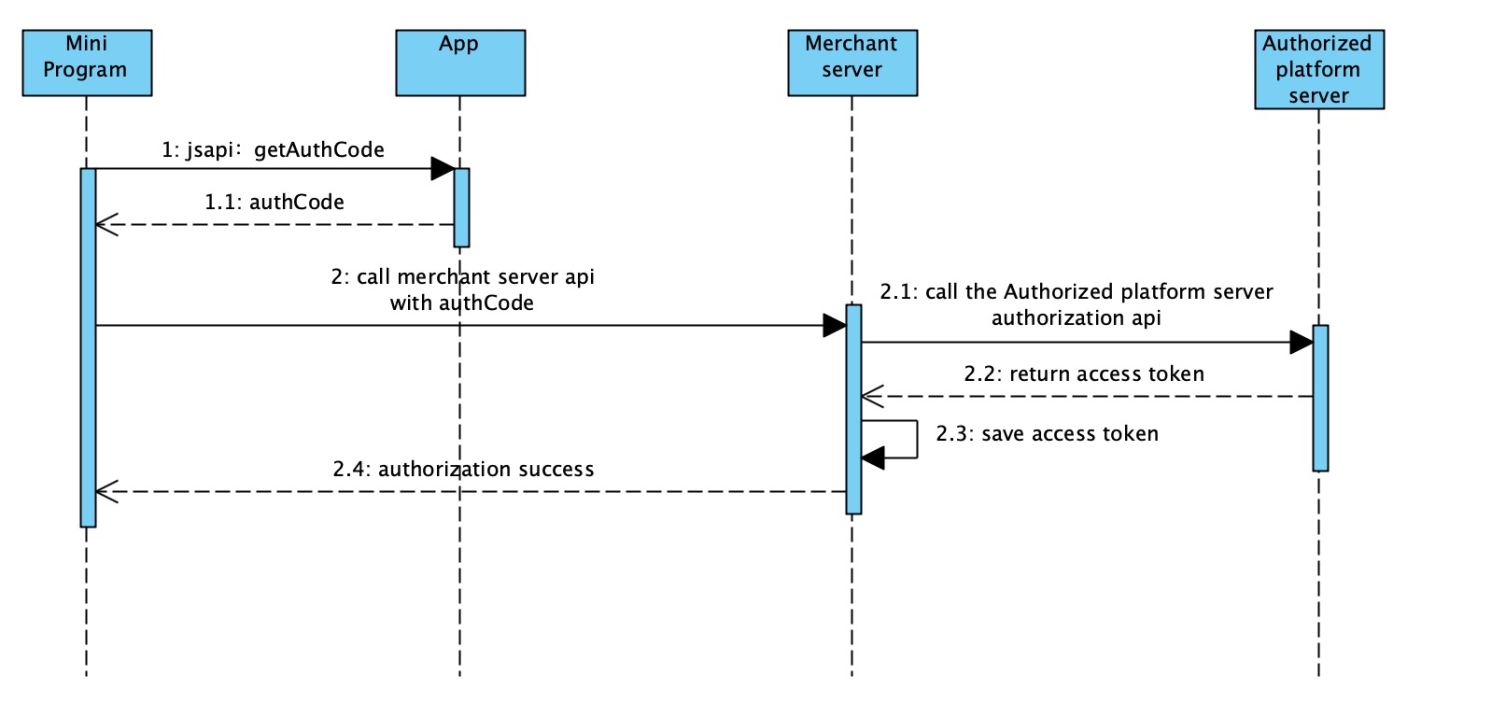 Mini
Program
App
Merchant
server
Authorized
platform
server
1: jsapi：getAuthCode
1.1: authCode
2: call merchant server api
with authCode
2.1: call the Authorized platform server
authorization api
2.2: return access token
2.3: save access token
2.4: authorization success